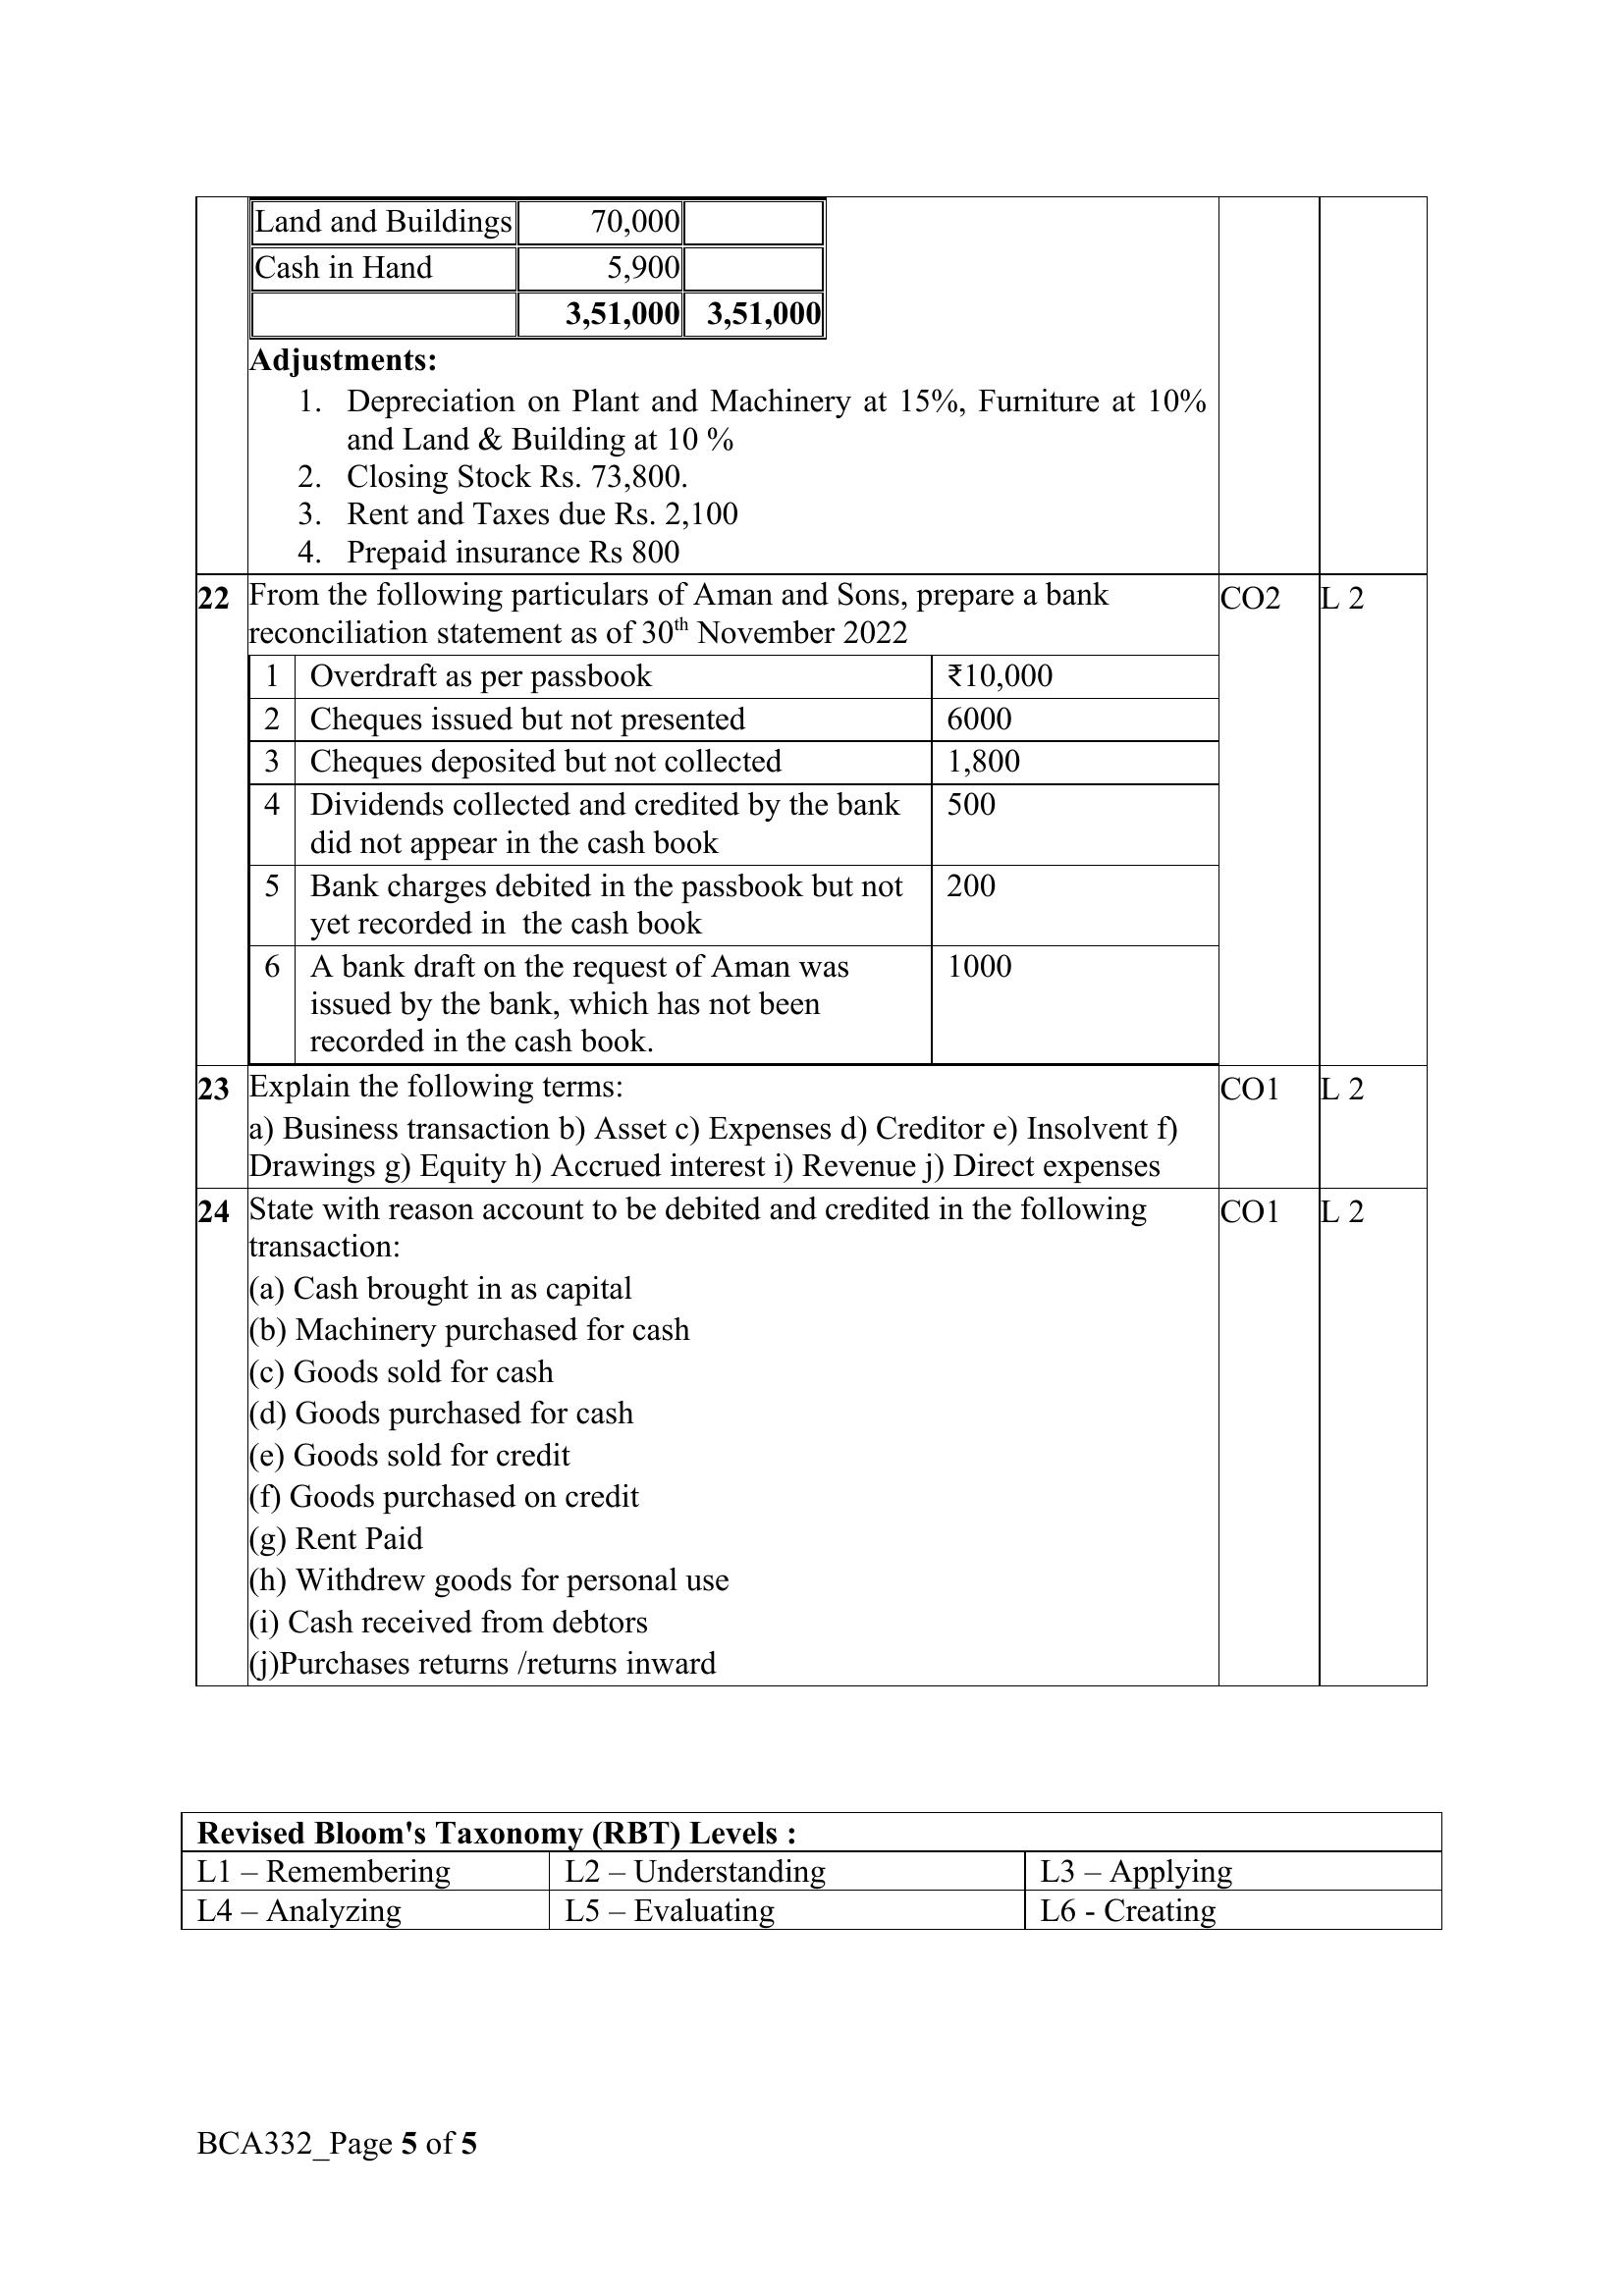 Land and Buildings 70,000
Cash in Hand 5,900
3,51,000 3,51,000
Adjustments:
1. Depreciation on Plant and Machinery at 15%, Furniture at 10%
and Land & Building at 10 %
2. Closing Stock Rs. 73,800.
3. Rent and Taxes due Rs. 2,100
4. Prepaid insurance Rs 800
22 From the following particulars of Aman and Sons, prepare a bank CO2 L 2
reconciliation statement as of 30th November 2022
1 Overdraft as per passbook ₹10,000
2 Cheques issued but not presented 6000
3 Cheques deposited but not collected 1,800
4 Dividends collected and credited by the bank 500
did not appear in the cash book
5 Bank charges debited in the passbook but not 200
yet recorded in the cash book
6 A bank draft on the request of Aman was 1000
issued by the bank, which has not been
recorded in the cash book.
23 Explain the following terms: CO1 L 2
a) Business transaction b) Asset c) Expenses d) Creditor e) Insolvent f)
Drawings g) Equity h) Accrued interest i) Revenue j) Direct expenses
24 State with reason account to be debited and credited in the following CO1 L 2
transaction:
(a) Cash brought in as capital
(b) Machinery purchased for cash
(c) Goods sold for cash
(d) Goods purchased for cash
(e) Goods sold for credit
(f) Goods purchased on credit
(g) Rent Paid
(h) Withdrew goods for personal use
(i) Cash received from debtors
(j)Purchases returns /returns inward
Revised Bloom's Taxonomy (RBT) Levels :
L1 – Remembering L2 – Understanding L3 – Applying
L4 – Analyzing L5 – Evaluating L6 - Creating
BCA332_Page 5 of 5